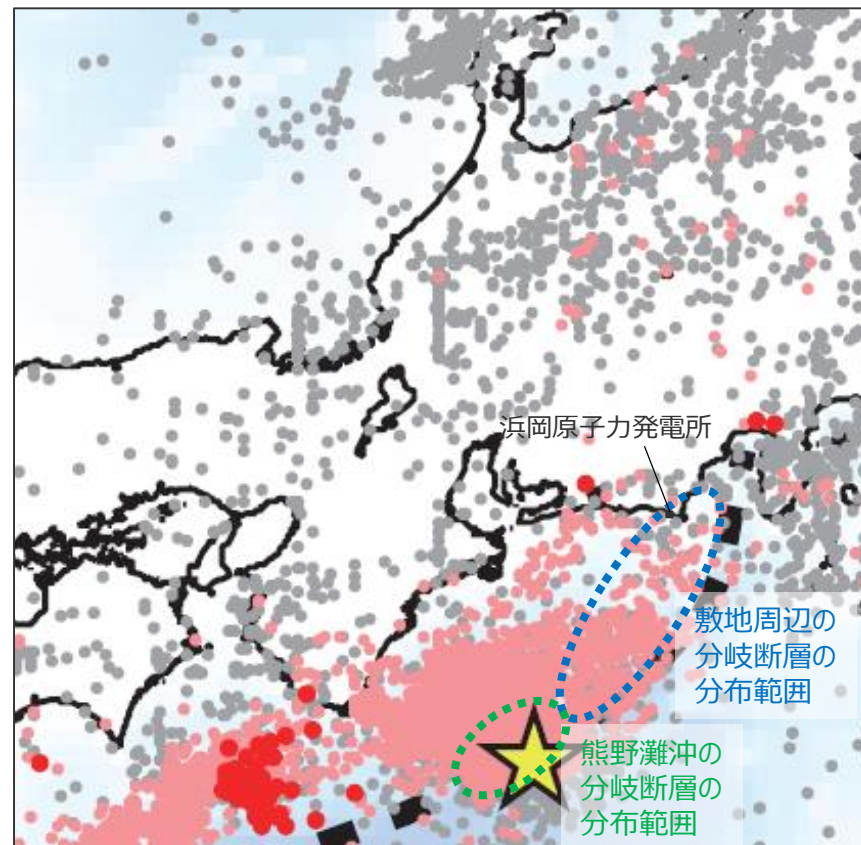 浜岡原子力発電所
敷地周辺の
分岐断層の
分布範囲
熊野灘沖の
分岐断層の
分布範囲